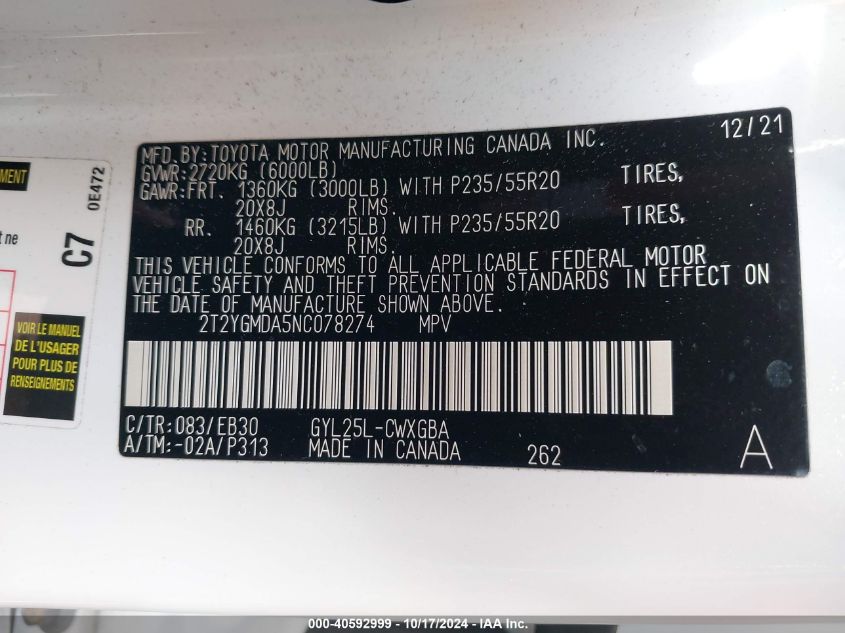 MENT
t ne
C7
0E472
VOIR LE MANUEL
DE L'USAGER
POUR PLUS DE
RENSEIGNEMENTS
MFD.BY:TOYOTA MOTOR MANUFACTURING CANADA INC. 12/21
GVWR:2720KG (6000LB)
GAWR:FRT. 1360KG (3000LB) WITH P235/55R20 TIRES,
20X8J RIMS.
RR. 1460KG (3215LB) WITH P235/55R20 TIRES,
20X8J RIMS.
THIS VEHICLE CONFORMS TO ALL APPLICABLE FEDERAL MOTOR
VEHICLE SAFETY AND THEFT PREVENTION STANDARDS IN EFFECT ON
THE DATE OF MANUFACTURE SHOWN ABOVE.
2T2YGMDA5NC078274 MPV
C/TR:083/EB30 GYL25L-CWXGBA
A/TM:-02A/P313 MADE IN CANADA 262 A
000-40592999 - 10/17/2024 - IAA Inc.